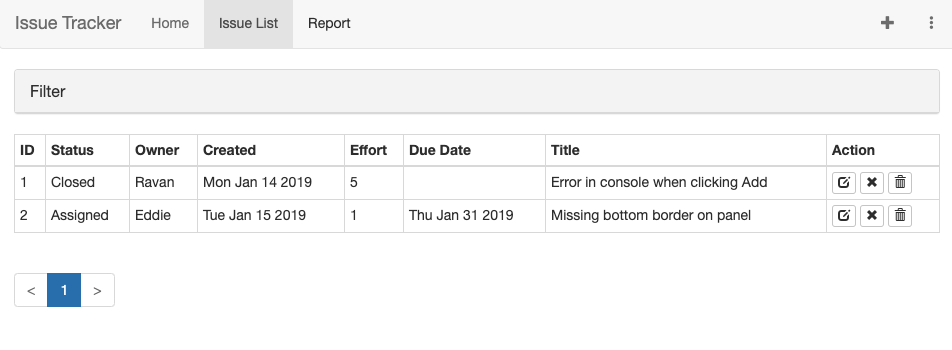 Issue Tracker Home Issue List Report
Filter
ID Status Owner Created Effort Due Date Title Action
1 Closed Ravan Mon Jan 14 2019 5 Error in console when clicking Add
2 Assigned Eddie Tue Jan 15 2019 1 Thu Jan 31 2019 Missing bottom border on panel
< 1 >